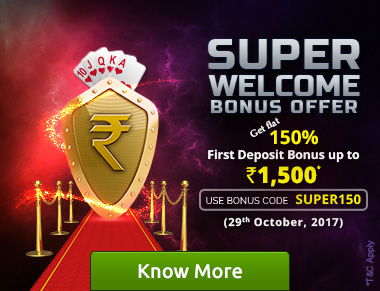 10 J Q K A
SUPER
WELCOME
BONUS OFFER
Get flat
150%
First Deposit Bonus up to
₹1,500*
USE BONUS CODE SUPER150
(29th October, 2017)
Know More
*T&C Apply
₹